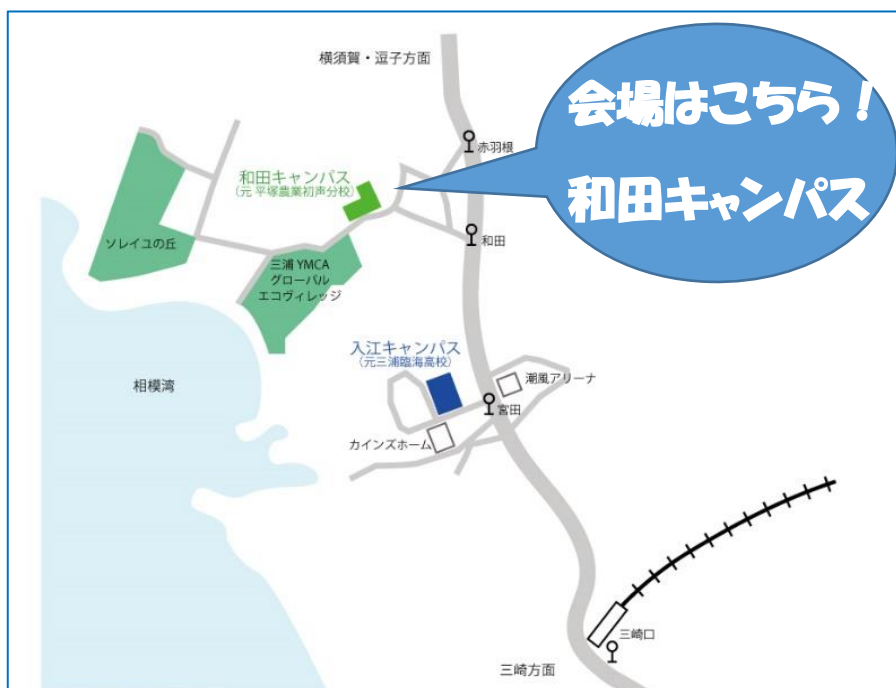 横須賀・逗子方面
会場はこちら！
和田キャンパス
赤羽根
和田キャンパス
（元 平塚農業初声分校）
和田
ソレイユの丘
三浦 YMCA
グローバル
エコヴィレッジ
入江キャンパス
（元三浦臨海高校）
潮風アリーナ
相模湾
宮田
カインズホーム
三崎口
三崎方面